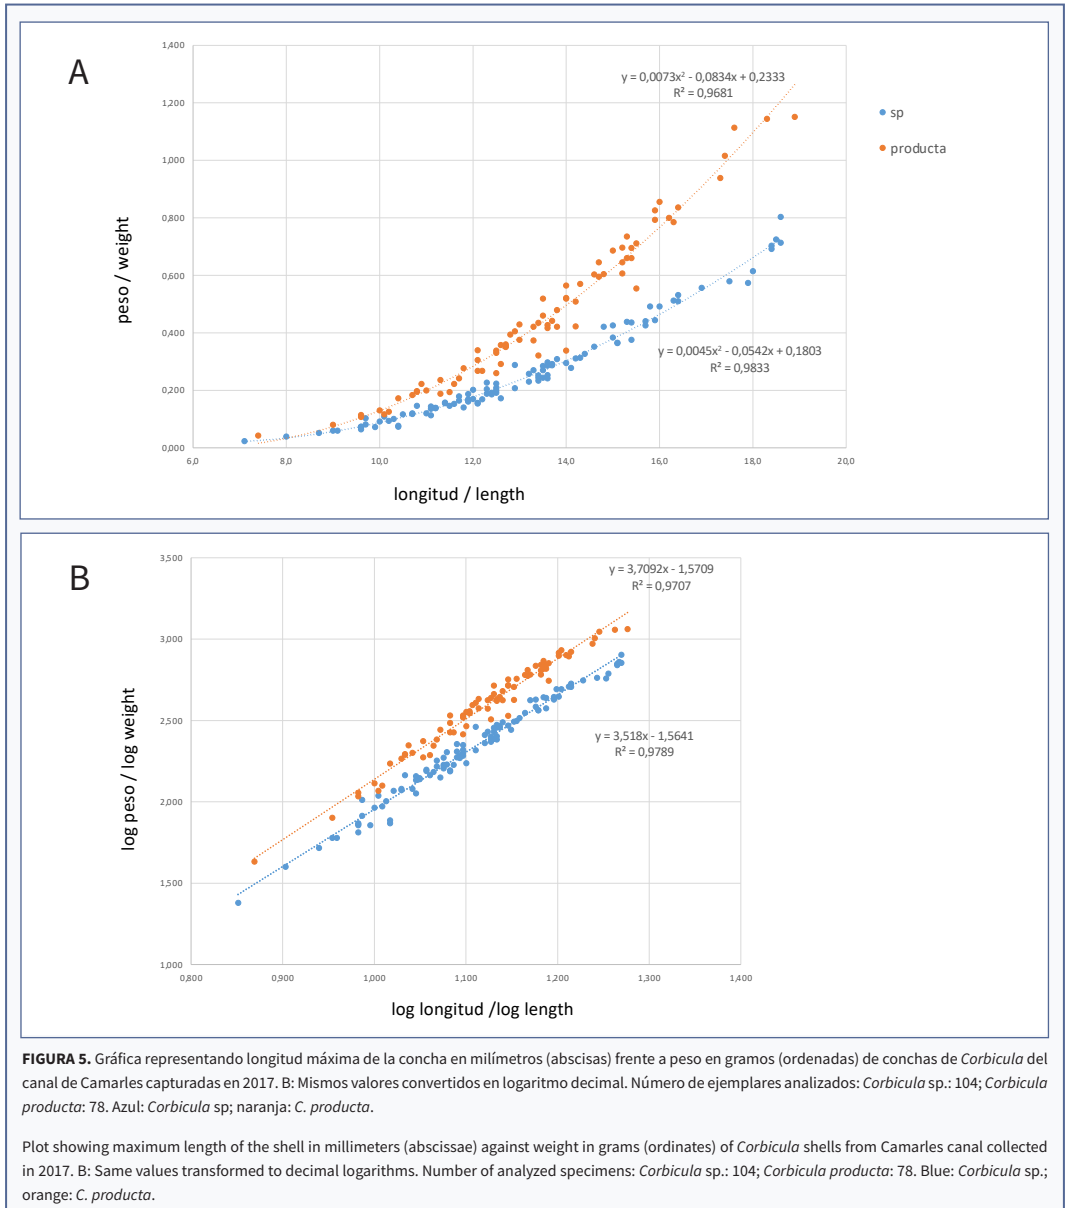 A
1,400
1,200
1,000
0,800
0,600
0,400
0,200
0,000
6,0 8,0 10,0 12,0 14,0 16,0 18,0 20,0
peso / weight
longitud / length
y = 0,0073x² - 0,0834x + 0,2333
R² = 0,9681
y = 0,0045x² - 0,0542x + 0,1803
R² = 0,9833
sp
producta
B
3,500
3,000
2,500
2,000
1,500
1,000
0,800 0,900 1,000 1,100 1,200 1,300 1,400
log peso / log weight
log longitud /log length
y = 3,7092x - 1,5709
R² = 0,9707
y = 3,518x - 1,5641
R² = 0,9789
FIGURA 5. Gráfica representando longitud máxima de la concha en milímetros (abscisas) frente a peso en gramos (ordenadas) de conchas de Corbicula del
canal de Camarles capturadas en 2017. B: Mismos valores convertidos en logaritmo decimal. Número de ejemplares analizados: Corbicula sp.: 104; Corbicula
producta: 78. Azul: Corbicula sp; naranja: C. producta.
Plot showing maximum length of the shell in millimeters (abscissae) against weight in grams (ordinates) of Corbicula shells from Camarles canal collected
in 2017. B: Same values transformed to decimal logarithms. Number of analyzed specimens: Corbicula sp.: 104; Corbicula producta: 78. Blue: Corbicula sp.;
orange: C. producta.